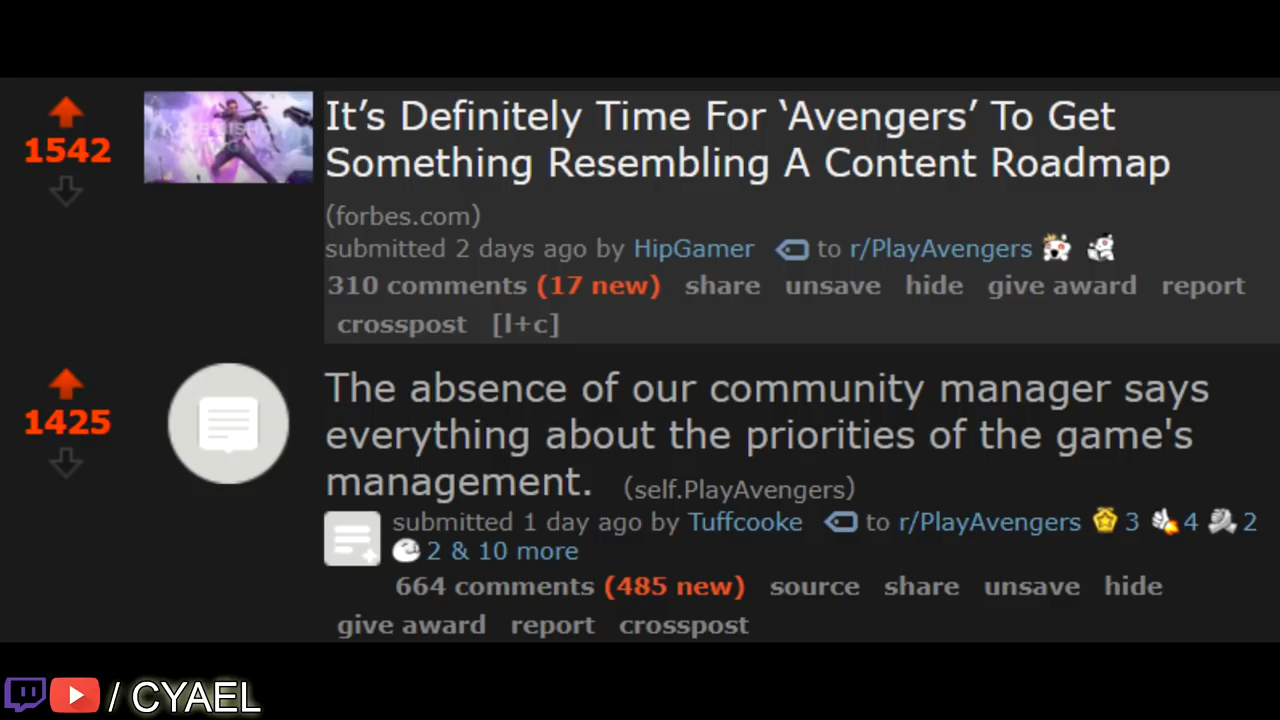 1542
KATE BISHOP
It’s Definitely Time For ‘Avengers’ To Get
Something Resembling A Content Roadmap
(forbes.com)
submitted 2 days ago by HipGamer to r/PlayAvengers
310 comments (17 new) share unsave hide give award report
crosspost [l+c]
1425
The absence of our community manager says
everything about the priorities of the game's
management. (self.PlayAvengers)
submitted 1 day ago by Tuffcooke to r/PlayAvengers 3 4 2
2 & 10 more
664 comments (485 new) source share unsave hide
give award report crosspost
/ CYAEL